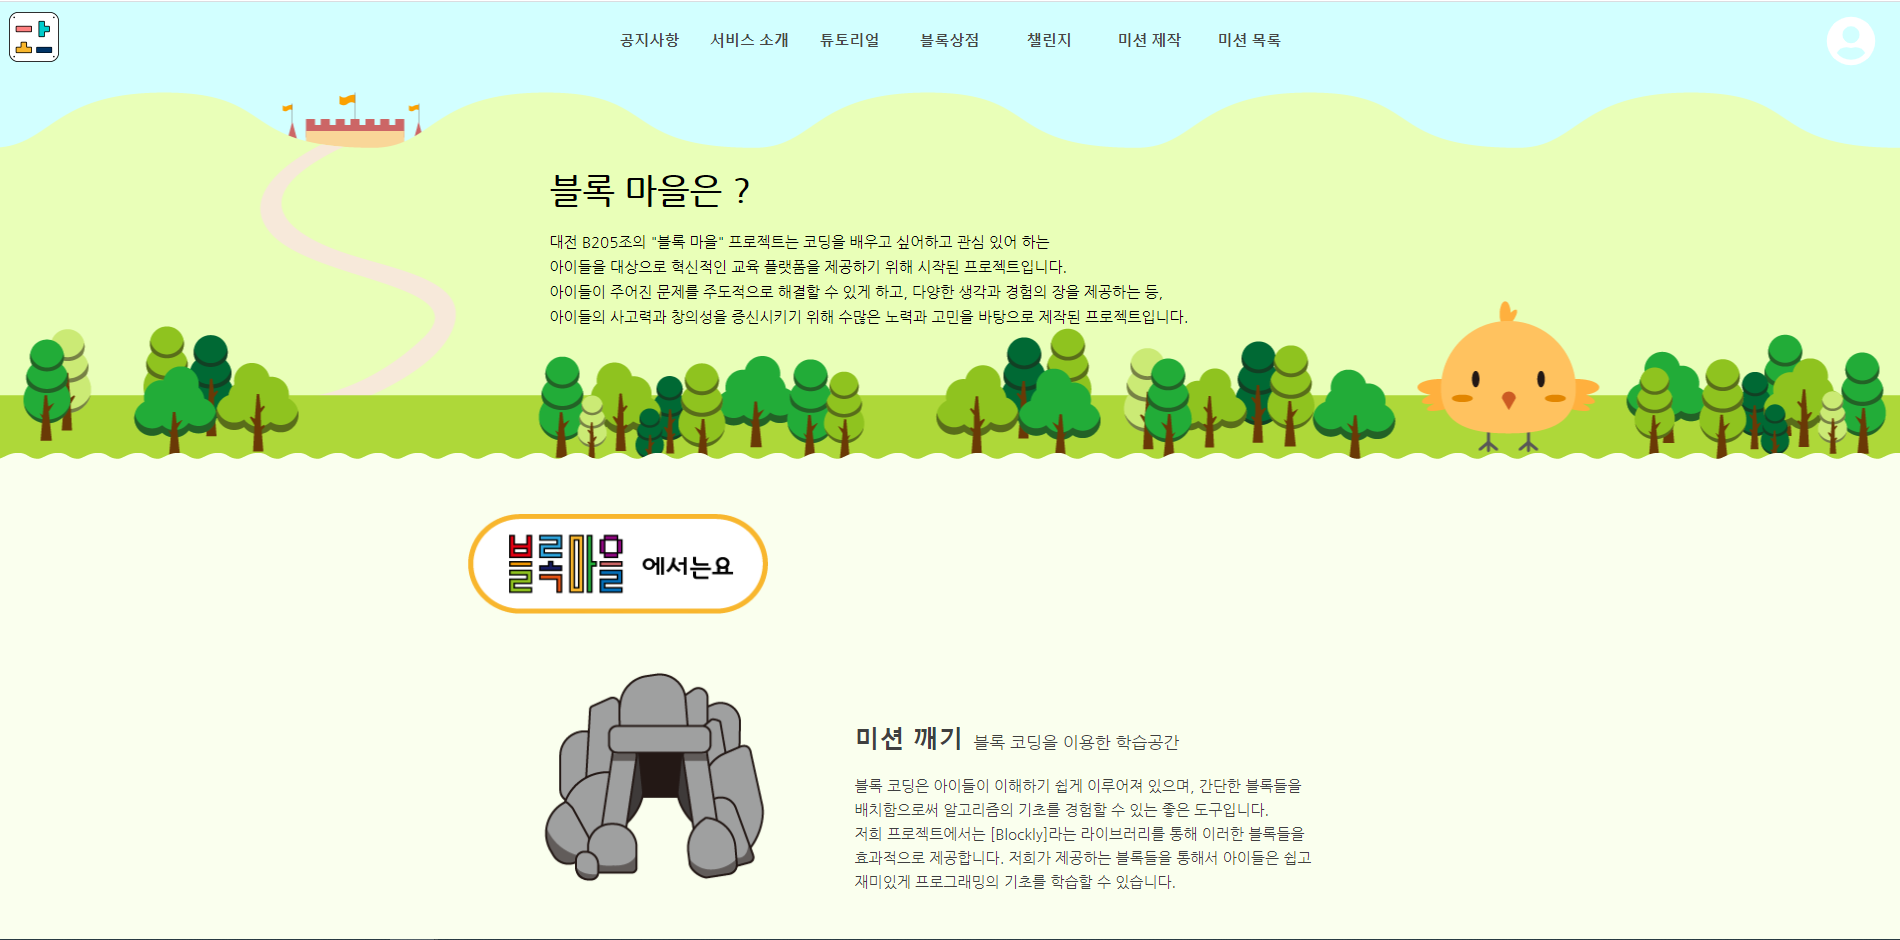 공지사항 서비스 소개 튜토리얼 블록상점 챌린지 미션 제작 미션 목록
블록 마을은 ?
대전 B205조의 "블록 마을" 프로젝트는 코딩을 배우고 싶어하고 관심 있어 하는
아이들을 대상으로 혁신적인 교육 플랫폼을 제공하기 위해 시작된 프로젝트입니다.
아이들이 주어진 문제를 주도적으로 해결할 수 있게 하고, 다양한 생각과 경험의 장을 제공하는 등,
아이들의 사고력과 창의성을 증신시키기 위해 수많은 노력과 고민을 바탕으로 제작된 프로젝트입니다.
블록마을 에서는요
미션 깨기 블록 코딩을 이용한 학습공간
블록 코딩은 아이들이 이해하기 쉽게 이루어져 있으며, 간단한 블록들을
배치함으로써 알고리즘의 기초를 경험할 수 있는 좋은 도구입니다.
저희 프로젝트에서는 [Blockly]라는 라이브러리를 통해 이러한 블록들을
효과적으로 제공합니다. 저희가 제공하는 블록들을 통해서 아이들은 쉽고
재미있게 프로그래밍의 기초를 학습할 수 있습니다.